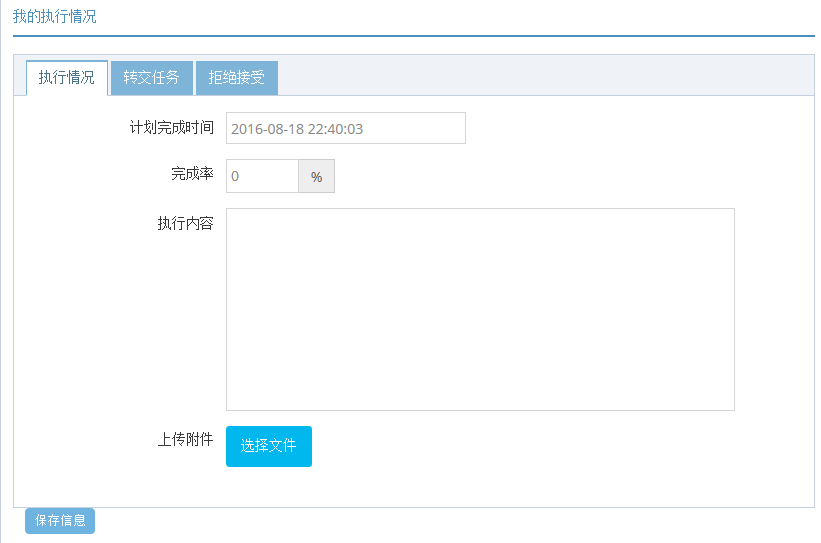 我的执行情况
执行情况 转交任务 拒绝接受
计划完成时间 2016-08-18 22:40:03
完成率 0 %
执行内容
上传附件 选择文件
保存信息